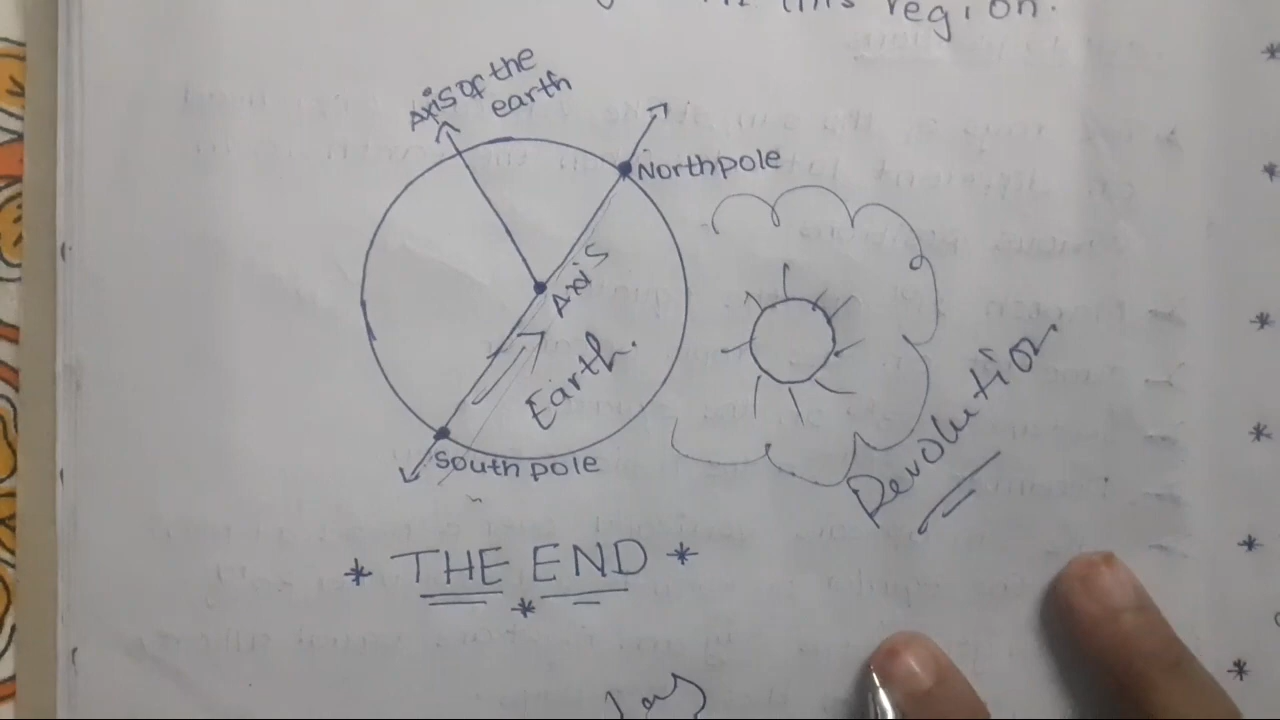 this region.
Axis of the
earth
Northpole
Axis
Earth.
South pole
Revolution
* THE END *
*